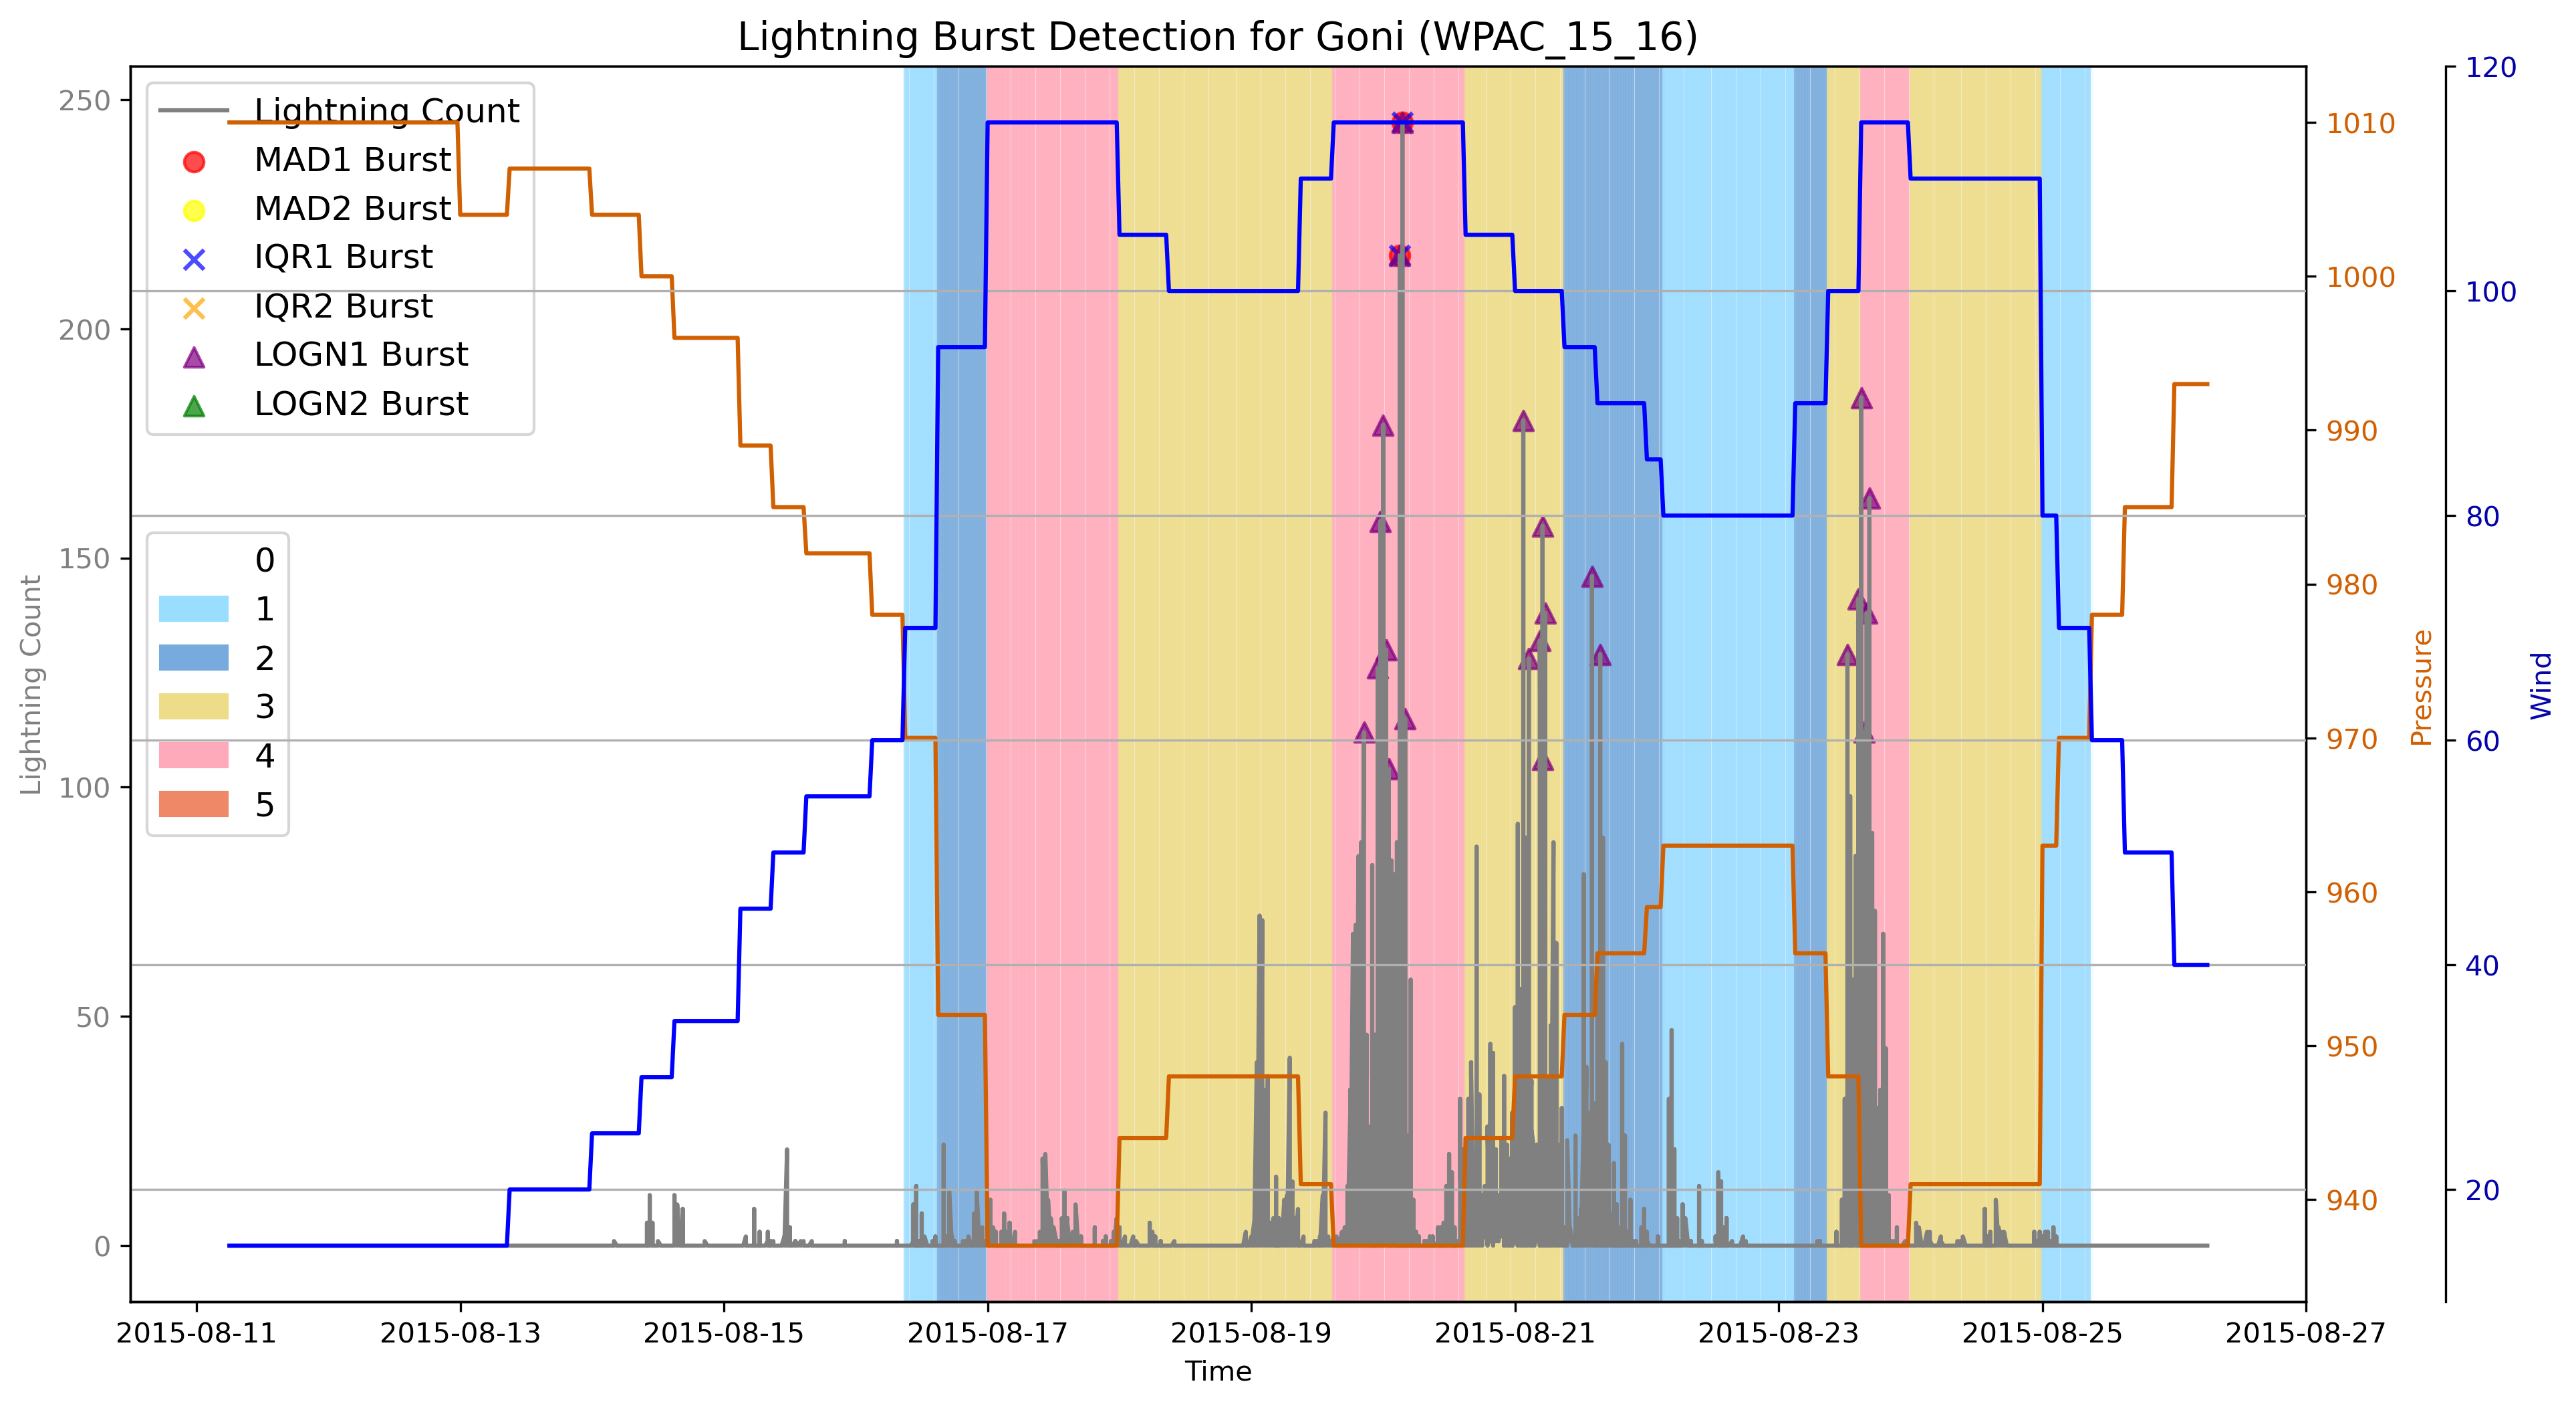 Lightning Burst Detection for Goni (WPAC_15_16)
Lightning Count
MAD1 Burst
MAD2 Burst
IQR1 Burst
IQR2 Burst
LOGN1 Burst
LOGN2 Burst
0
1
2
3
4
5
250
200
150
100
50
0
Lightning Count
1010
1000
990
980
970
960
950
940
Pressure
120
100
80
60
40
20
Wind
2015-08-11
2015-08-13
2015-08-15
2015-08-17
2015-08-19
2015-08-21
2015-08-23
2015-08-25
2015-08-27
Time